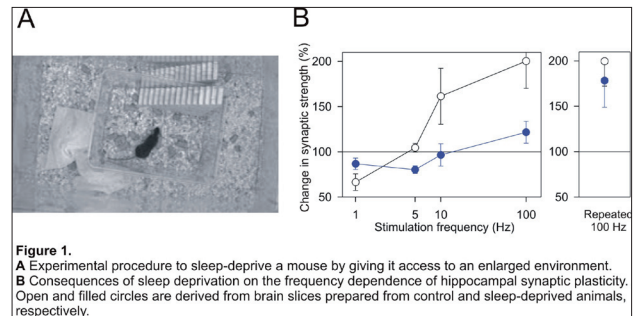 A
B
Change in synaptic strength (%)
200
150
100
50
1
5
10
100
Stimulation frequency (Hz)
200
150
100
50
Repeated
100 Hz
Figure 1.
A Experimental procedure to sleep-deprive a mouse by giving it access to an enlarged environment.
B Consequences of sleep deprivation on the frequency dependence of hippocampal synaptic plasticity.
Open and filled circles are derived from brain slices prepared from control and sleep-deprived animals,
respectively.